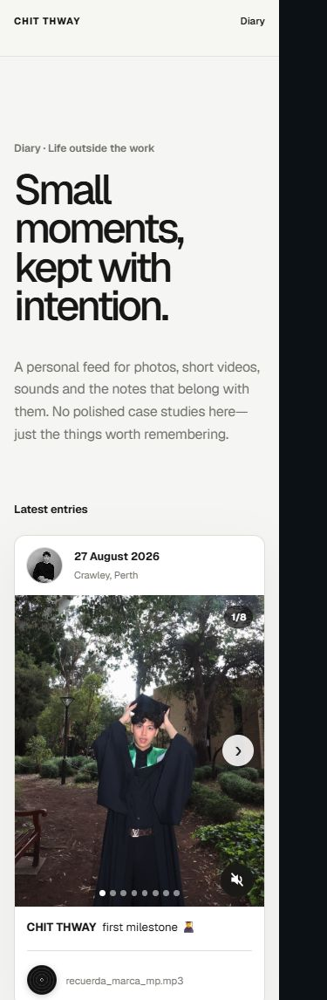 CHIT THWAY
Diary
Diary · Life outside the work
Small
moments,
kept with
intention.
A personal feed for photos, short videos,
sounds and the notes that belong with
them. No polished case studies here—
just the things worth remembering.
Latest entries
27 August 2026
Crawley, Perth
1/8
CHIT THWAY first milestone 👨‍🎓
recuerda_marca_mp.mp3